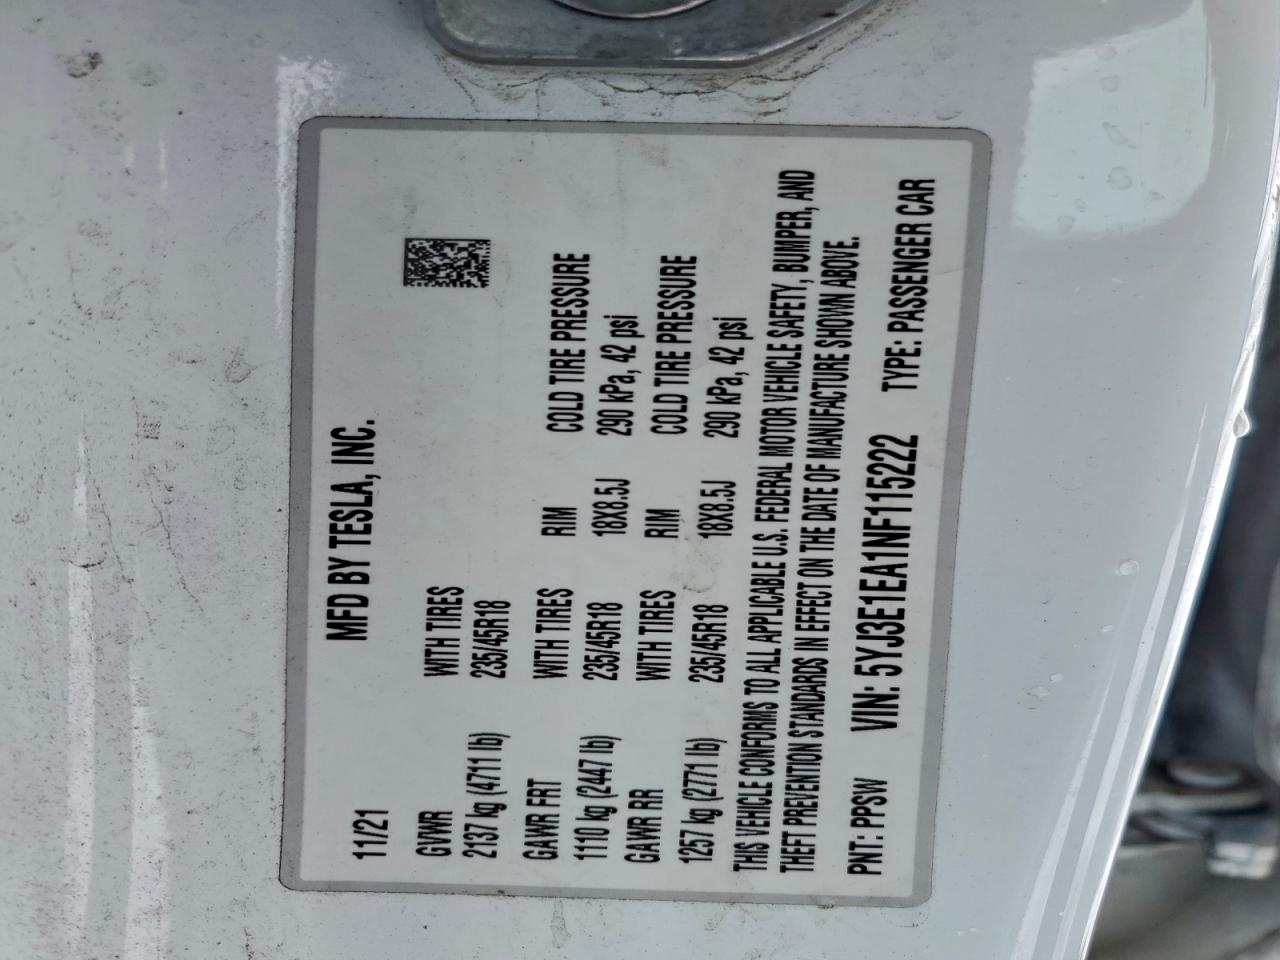 11/21 MFD BY TESLA, INC.
GVWR WITH TIRES
2137 kg (4711 lb) 235/45R18
GAWR FRT WITH TIRES RIM COLD TIRE PRESSURE
1110 kg (2447 lb) 235/45R18 18X8.5J 290 kPa, 42 psi
GAWR RR WITH TIRES RIM COLD TIRE PRESSURE
1257 kg (2771 lb) 235/45R18 18X8.5J 290 kPa, 42 psi
THIS VEHICLE CONFORMS TO ALL APPLICABLE U.S. FEDERAL MOTOR VEHICLE SAFETY, BUMPER, AND
THEFT PREVENTION STANDARDS IN EFFECT ON THE DATE OF MANUFACTURE SHOWN ABOVE.
PNT: PPSW VIN: 5YJ3E1EA1NF115222 TYPE: PASSENGER CAR